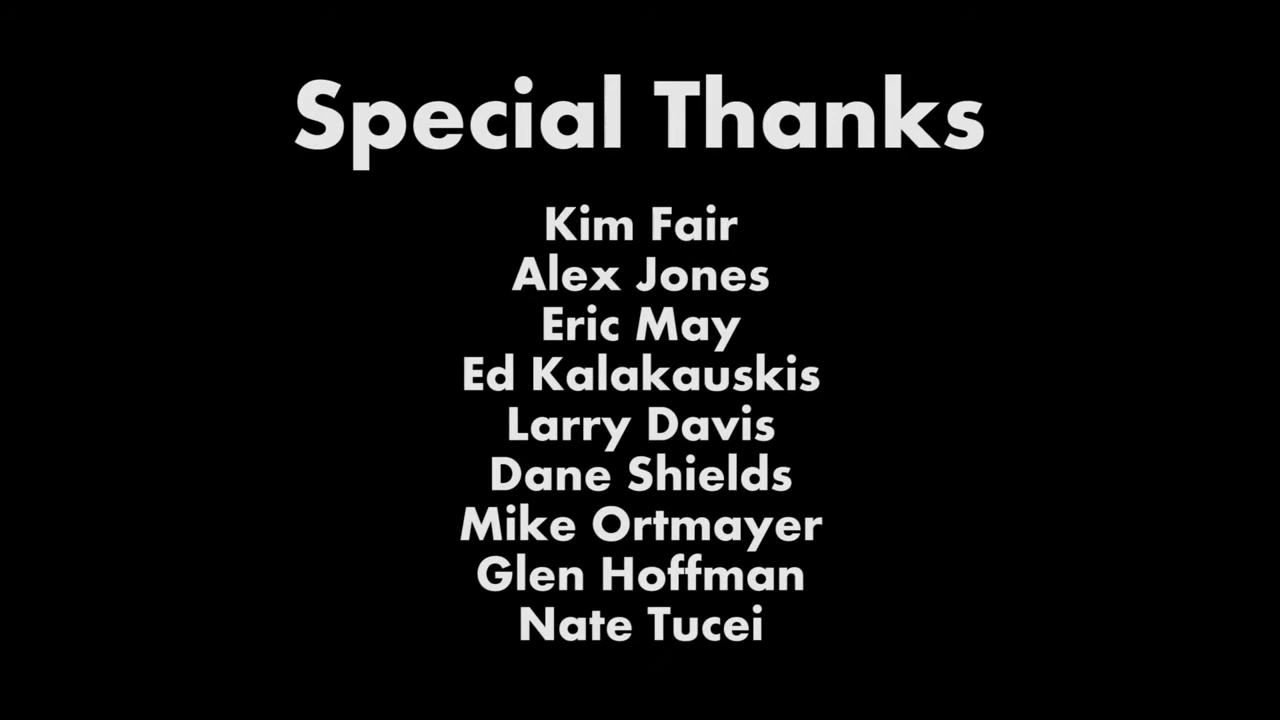 Special Thanks
Kim Fair
Alex Jones
Eric May
Ed Kalakauskis
Larry Davis
Dane Shields
Mike Ortmayer
Glen Hoffman
Nate Tucei